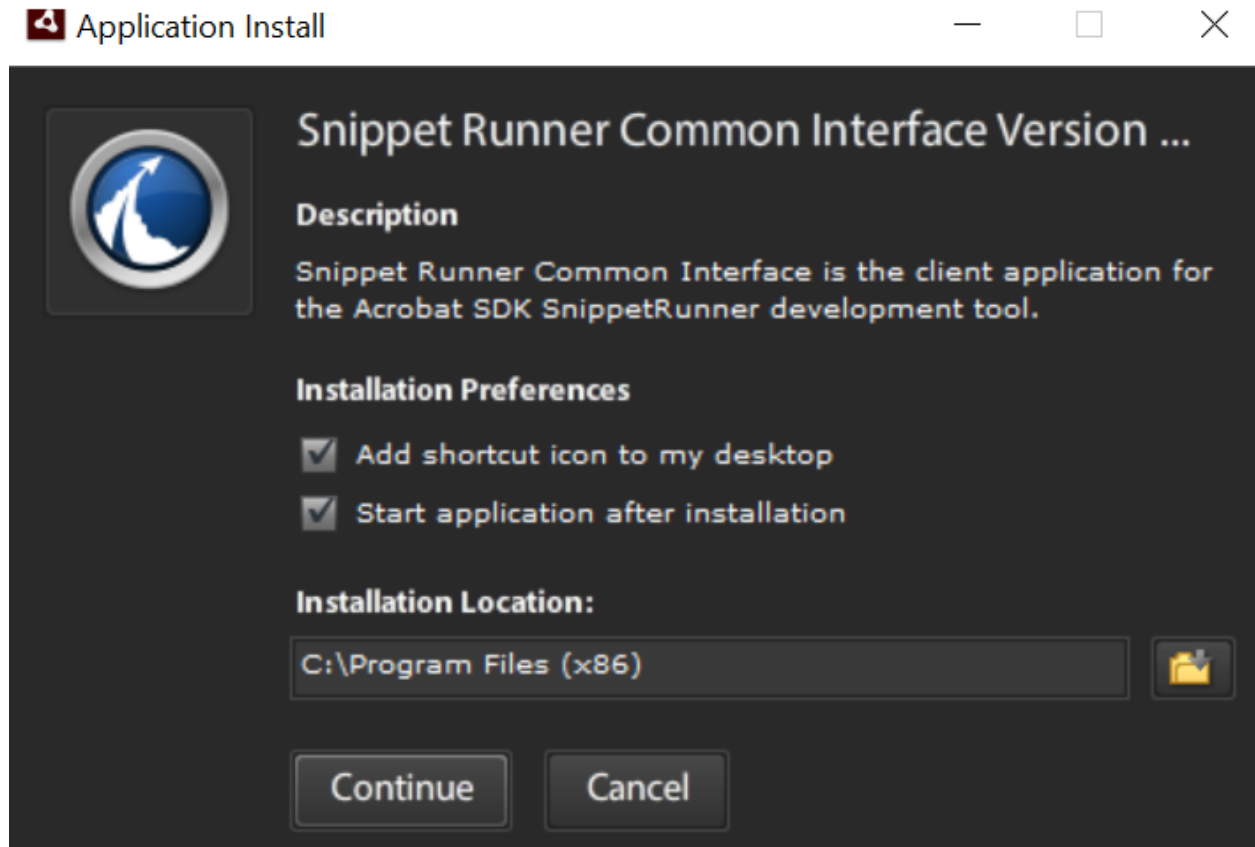 Application Install
Snippet Runner Common Interface Version ...
Description
Snippet Runner Common Interface is the client application for
the Acrobat SDK SnippetRunner development tool.
Installation Preferences
Add shortcut icon to my desktop
Start application after installation
Installation Location:
C:\Program Files (x86)
Continue
Cancel